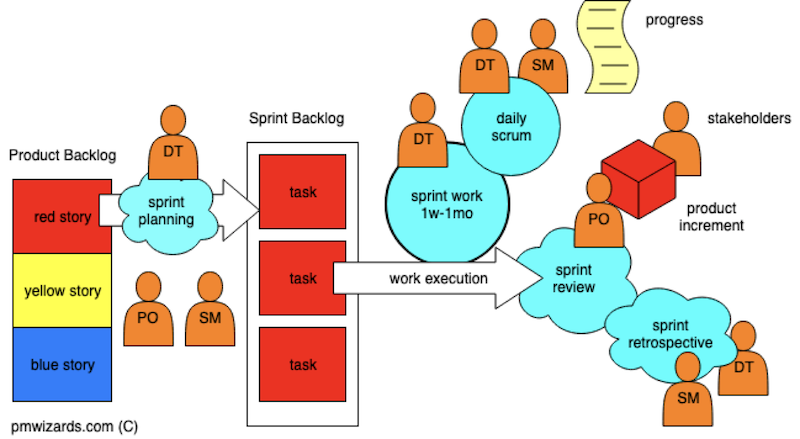 progress
DT
SM
stakeholders
daily
scrum
Sprint Backlog
DT
DT
Product Backlog
task
sprint work
1w-1mo
red story
sprint
planning
PO
product
increment
yellow story
task
work execution
sprint
review
PO
SM
sprint
retrospective
blue story
task
DT
SM
pmwizards.com (C)